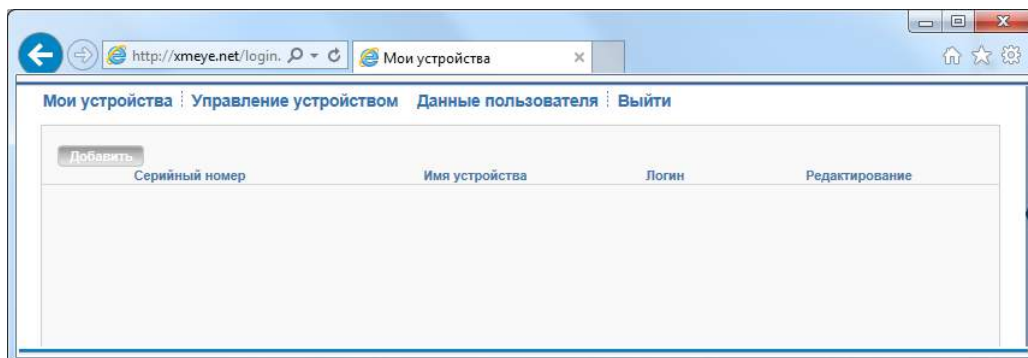 http://xmeye.net/login. Мои устройства
Мои устройства Управление устройством Данные пользователя Выйти
Добавить
Серийный номер Имя устройства Логин Редактирование